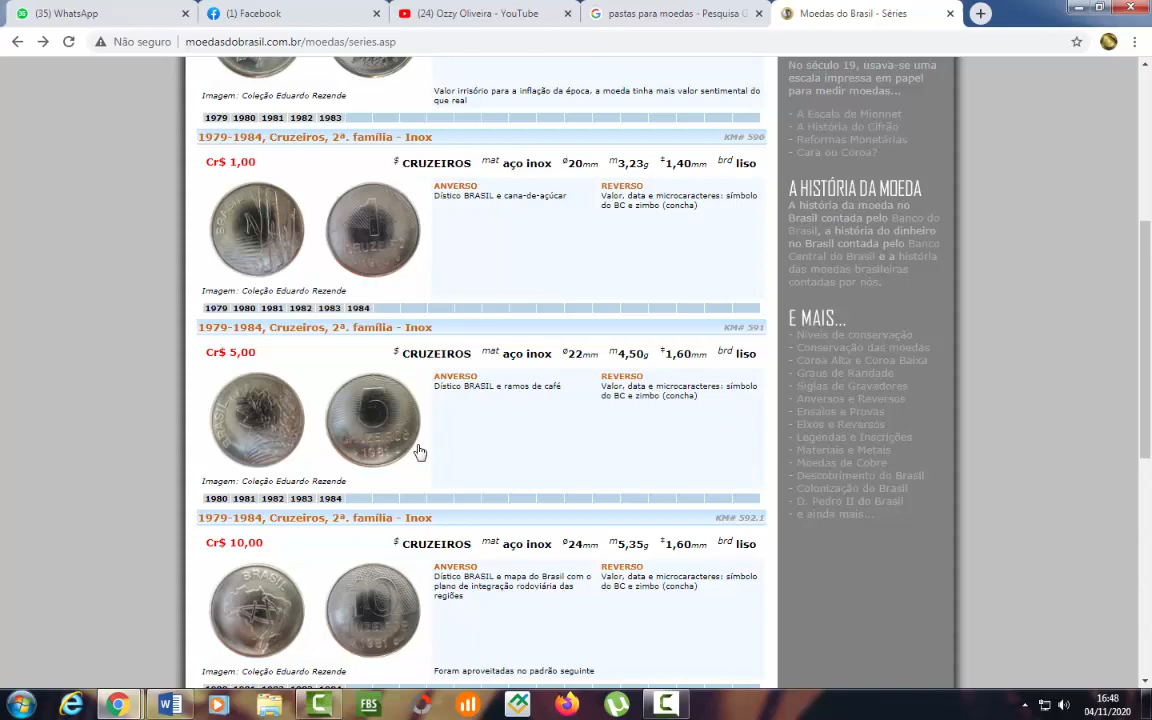 (35) WhatsApp
(1) Facebook
(24) Ozzy Oliveira - YouTube
pastas para moedas - Pesquisa G
Moedas do Brasil - Séries
Não seguro
moedasdobrasil.com.br/moedas/series.asp
Imagem: Coleção Eduardo Rezende
Valor irrisório para a inflação da época, a moeda tinha mais valor sentimental do
que real
1979 1980 1981 1982 1983
1979-1984, Cruzeiros, 2ª. família - Inox KM# 590
Cr$ 1,00 $ CRUZEIROS mat aço inox ø20mm m3,23g ‡1,40mm brd liso
ANVERSO
Dístico BRASIL e cana-de-açúcar
REVERSO
Valor, data e microcaracteres: símbolo
do BC e zimbo (concha)
BRASIL
1
CRUZEIRO
Imagem: Coleção Eduardo Rezende
1979 1980 1981 1982 1983 1984
1979-1984, Cruzeiros, 2ª. família - Inox KM# 591
Cr$ 5,00 $ CRUZEIROS mat aço inox ø22mm m4,50g ‡1,60mm brd liso
ANVERSO
Dístico BRASIL e ramos de café
REVERSO
Valor, data e microcaracteres: símbolo
do BC e zimbo (concha)
BRASIL
5
CRUZEIROS
1981
Imagem: Coleção Eduardo Rezende
1980 1981 1982 1983 1984
1979-1984, Cruzeiros, 2ª. família - Inox KM# 592.1
Cr$ 10,00 $ CRUZEIROS mat aço inox ø24mm m5,35g ‡1,60mm brd liso
ANVERSO
Dístico BRASIL e mapa do Brasil com o
plano de integração rodoviária das
regiões
REVERSO
Valor, data e microcaracteres: símbolo
do BC e zimbo (concha)
BRASIL
10
CRUZEIROS
1981
Foram aproveitadas no padrão seguinte
Imagem: Coleção Eduardo Rezende
No século 19, usava-se uma
escala impressa em papel
para medir moedas...
- A Escala de Mionnet
- A História do Cifrão
- Reformas Monetárias
- Cara ou Coroa?
A HISTÓRIA DA MOEDA
A história da moeda no
Brasil contada pelo Banco do
Brasil, a história do dinheiro
no Brasil contada pelo Banco
Central do Brasil e a história
das moedas brasileiras
contadas por nós.
E MAIS...
- Níveis de conservação
- Conservação das moedas
- Coroa Alta e Coroa Baixa
- Graus de Raridade
- Siglas de Gravadores
- Anversos e Reversos
- Ensaios e Provas
- Eixos e Reversos
- Legendas e Inscrições
- Materiais e Metais
- Moedas de Cobre
- Descobrimento do Brasil
- Colonização do Brasil
- D. Pedro II do Brasil
- e ainda mais...
FBS
16:48
04/11/2020